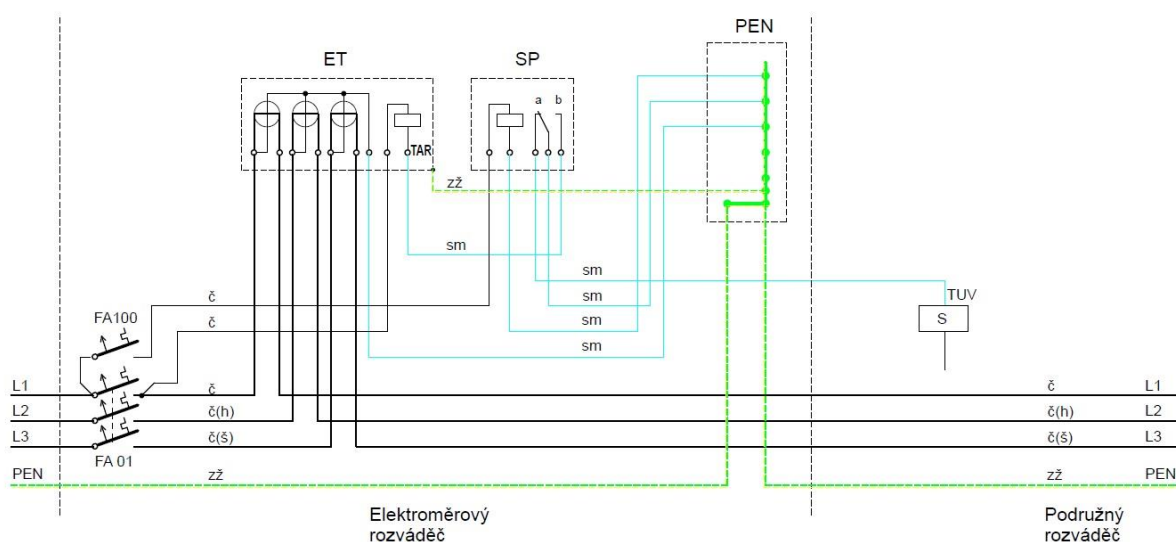 PEN
ET
SP
a b
TAR
zž
sm
sm
TUV
č
sm
S
FA100
č
sm
sm
L1
č
č
L1
L2
č(h)
č(h)
L2
L3
č(š)
č(š)
L3
FA 01
PEN
zž
zž
PEN
Elektroměrový
rozváděč
Podružný
rozváděč